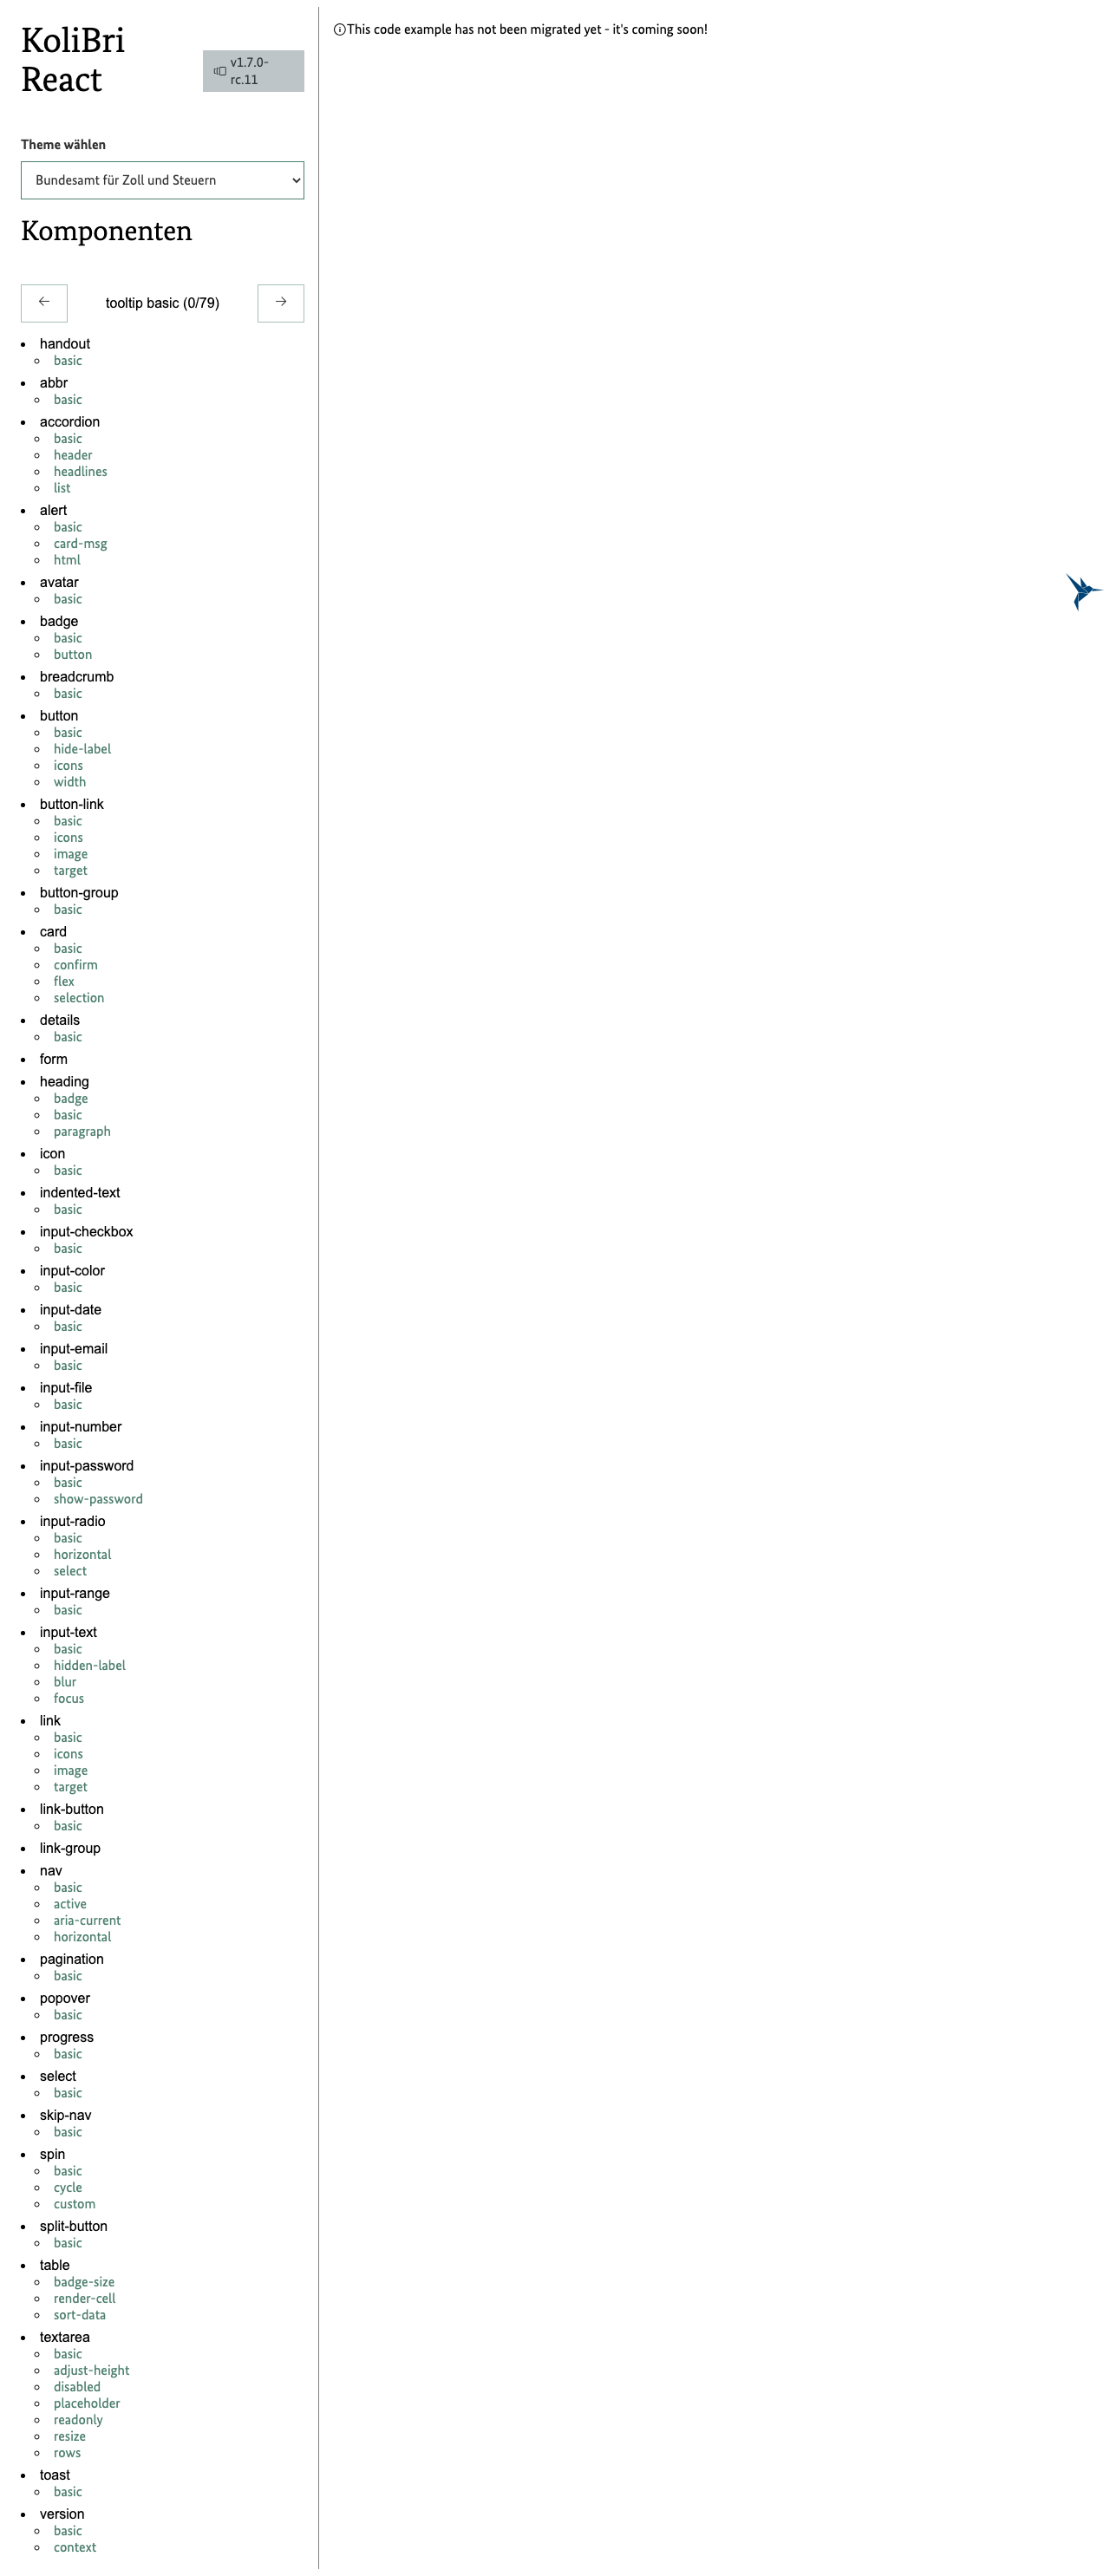 KoliBri
React
v1.7.0-
rc.11
Theme wählen
Bundesamt für Zoll und Steuern
Komponenten
tooltip basic (0/79)
handout
basic
abbr
basic
accordion
basic
header
headlines
list
alert
basic
card-msg
html
avatar
basic
badge
basic
button
breadcrumb
basic
button
basic
hide-label
icons
width
button-link
basic
icons
image
target
button-group
basic
card
basic
confirm
flex
selection
details
basic
form
heading
badge
basic
paragraph
icon
basic
indented-text
basic
input-checkbox
basic
input-color
basic
input-date
basic
input-email
basic
input-file
basic
input-number
basic
input-password
basic
show-password
input-radio
basic
horizontal
select
input-range
basic
input-text
basic
hidden-label
blur
focus
link
basic
icons
image
target
link-button
basic
link-group
nav
basic
active
aria-current
horizontal
pagination
basic
popover
basic
progress
basic
select
basic
skip-nav
basic
spin
basic
cycle
custom
split-button
basic
table
badge-size
render-cell
sort-data
textarea
basic
adjust-height
disabled
placeholder
readonly
resize
rows
toast
basic
version
basic
context
This code example has not been migrated yet - it's coming soon!